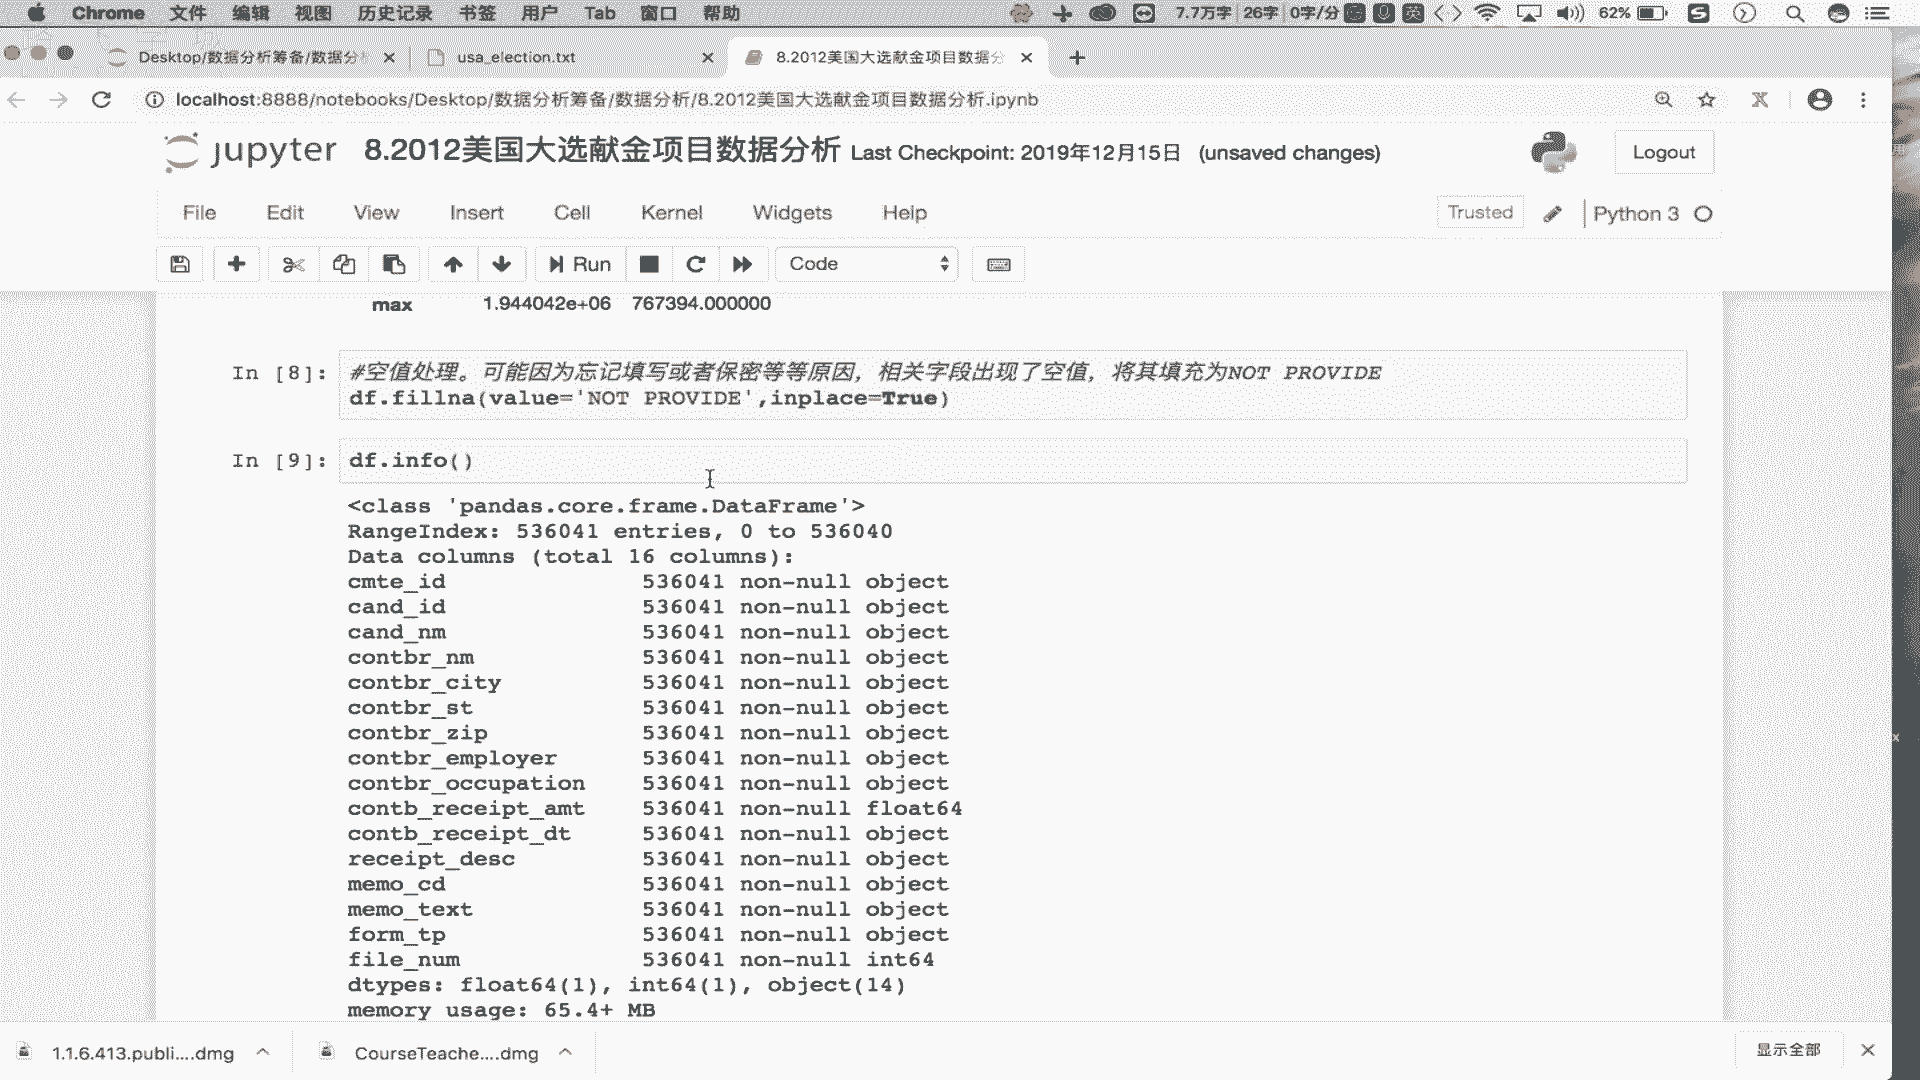 Chrome 文件 编辑 视图 历史记录 书签 用户 Tab 窗口 帮助 7.7万字 26字 0字/分 英 62%
Desktop/数据分析筹备/数据分 usa_election.txt 8.2012美国大选献金项目数据分
localhost:8888/notebooks/Desktop/数据分析筹备/数据分析/8.2012美国大选献金项目数据分析.ipynb
jupyter 8.2012美国大选献金项目数据分析 Last Checkpoint: 2019年12月15日 (unsaved changes) Logout
File Edit View Insert Cell Kernel Widgets Help Trusted Python 3
Run Code
max 1.944042e+06 767394.000000
In [8]: #空值处理。可能因为忘记填写或者保密等等原因，相关字段出现了空值，将其填充为NOT PROVIDE
df.fillna(value='NOT PROVIDE',inplace=True)
In [9]: df.info()
<class 'pandas.core.frame.DataFrame'>
RangeIndex: 536041 entries, 0 to 536040
Data columns (total 16 columns):
cmte_id 536041 non-null object
cand_id 536041 non-null object
cand_nm 536041 non-null object
contbr_nm 536041 non-null object
contbr_city 536041 non-null object
contbr_st 536041 non-null object
contbr_zip 536041 non-null object
contbr_employer 536041 non-null object
contbr_occupation 536041 non-null object
contb_receipt_amt 536041 non-null float64
contb_receipt_dt 536041 non-null object
receipt_desc 536041 non-null object
memo_cd 536041 non-null object
memo_text 536041 non-null object
form_tp 536041 non-null object
file_num 536041 non-null int64
dtypes: float64(1), int64(1), object(14)
memory usage: 65.4+ MB
1.1.6.413.publi....dmg CourseTeache....dmg 显示全部